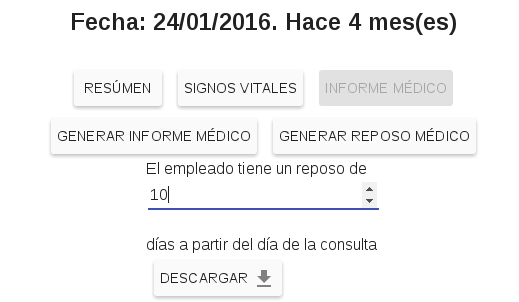 Fecha: 24/01/2016. Hace 4 mes(es)
RESÚMEN SIGNOS VITALES INFORME MÉDICO
GENERAR INFORME MÉDICO GENERAR REPOSO MÉDICO
El empleado tiene un reposo de
10
días a partir del día de la consulta
DESCARGAR